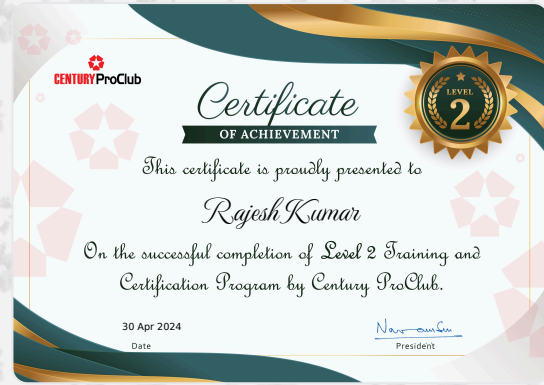 CENTURY ProClub
LEVEL
2
Certificate
OF ACHIEVEMENT
This certificate is proudly presented to
Rajesh Kumar
On the successful completion of Level 2 Training and
Certification Program by Century ProClub.
30 Apr 2024
Date
President